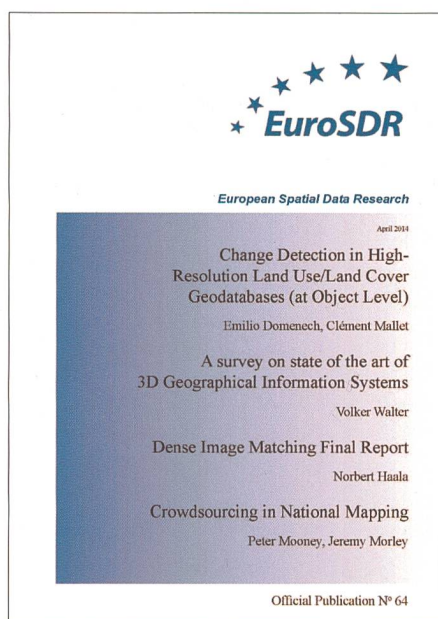 EuroSDR
European Spatial Data Research
April 2014
Change Detection in High-
Resolution Land Use/Land Cover
Geodatabases (at Object Level)
Emilio Domenech, Clément Mallet
A survey on state of the art of
3D Geographical Information Systems
Volker Walter
Dense Image Matching Final Report
Norbert Haala
Crowdsourcing in National Mapping
Peter Mooney, Jeremy Morley
Official Publication Nº 64